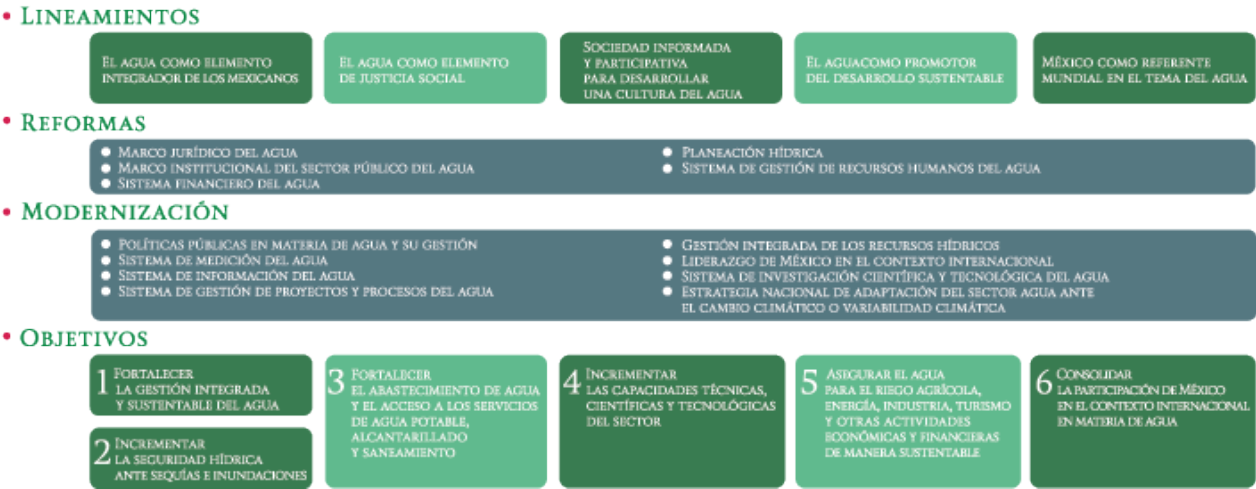 • LINEAMIENTOS
EL AGUA COMO ELEMENTO
INTEGRADOR DE LOS MEXICANOS
EL AGUA COMO ELEMENTO
DE JUSTICIA SOCIAL
SOCIEDAD INFORMADA
Y PARTICIPATIVA
PARA DESARROLLAR
UNA CULTURA DEL AGUA
EL AGUACOMO PROMOTOR
DEL DESARROLLO SUSTENTABLE
MÉXICO COMO REFERENTE
MUNDIAL EN EL TEMA DEL AGUA
• REFORMAS
MARCO JURÍDICO DEL AGUA
MARCO INSTITUCIONAL DEL SECTOR PÚBLICO DEL AGUA
SISTEMA FINANCIERO DEL AGUA
PLANEACIÓN HÍDRICA
SISTEMA DE GESTIÓN DE RECURSOS HUMANOS DEL AGUA
• MODERNIZACIÓN
POLÍTICAS PÚBLICAS EN MATERIA DE AGUA Y SU GESTIÓN
SISTEMA DE MEDICIÓN DEL AGUA
SISTEMA DE INFORMACIÓN DEL AGUA
SISTEMA DE GESTIÓN DE PROYECTOS Y PROCESOS DEL AGUA
GESTIÓN INTEGRADA DE LOS RECURSOS HÍDRICOS
LIDERAZGO DE MÉXICO EN EL CONTEXTO INTERNACIONAL
SISTEMA DE INVESTIGACIÓN CIENTÍFICA Y TECNOLÓGICA DEL AGUA
ESTRATEGIA NACIONAL DE ADAPTACIÓN DEL SECTOR AGUA ANTE
EL CAMBIO CLIMÁTICO O VARIABILIDAD CLIMÁTICA
• OBJETIVOS
1 FORTALECER
LA GESTIÓN INTEGRADA
Y SUSTENTABLE DEL AGUA
2 INCREMENTAR
LA SEGURIDAD HÍDRICA
ANTE SEQUÍAS E INUNDACIONES
3 FORTALECER
EL ABASTECIMIENTO DE AGUA
Y EL ACCESO A LOS SERVICIOS
DE AGUA POTABLE,
ALCANTARILLADO
Y SANEAMIENTO
4 INCREMENTAR
LAS CAPACIDADES TÉCNICAS,
CIENTÍFICAS Y TECNOLÓGICAS
DEL SECTOR
5 ASEGURAR EL AGUA
PARA EL RIEGO AGRÍCOLA,
ENERGÍA, INDUSTRIA, TURISMO
Y OTRAS ACTIVIDADES
ECONÓMICAS Y FINANCIERAS
DE MANERA SUSTENTABLE
6 CONSOLIDAR
LA PARTICIPACIÓN DE MÉXICO
EN EL CONTEXTO INTERNACIONAL
EN MATERIA DE AGUA